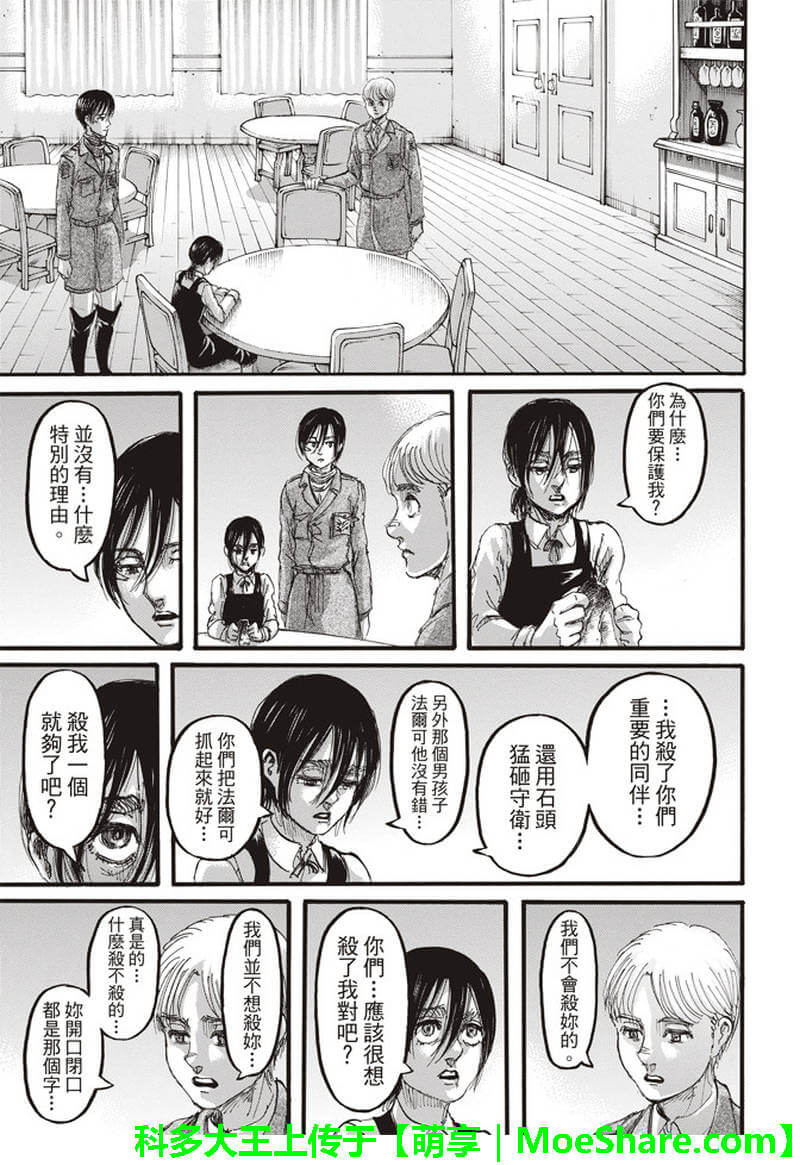 為什麼⋯
你們要保護我？
並沒有⋯什麼
特別的理由。
⋯我殺了你們
重要的同伴⋯
還用石頭
猛砸守衛⋯
另外那個男孩子
法爾可他沒有錯⋯
你們把法爾可
抓起來就好⋯
殺我一個
就夠了吧？
我們不會殺妳的。
你們⋯應該很想
殺了我對吧？
我們並不想殺妳⋯
真是的⋯
什麼殺不殺的⋯
妳開口閉口
都是那個字⋯
科多大王上传于【萌享 | MoeShare.com】